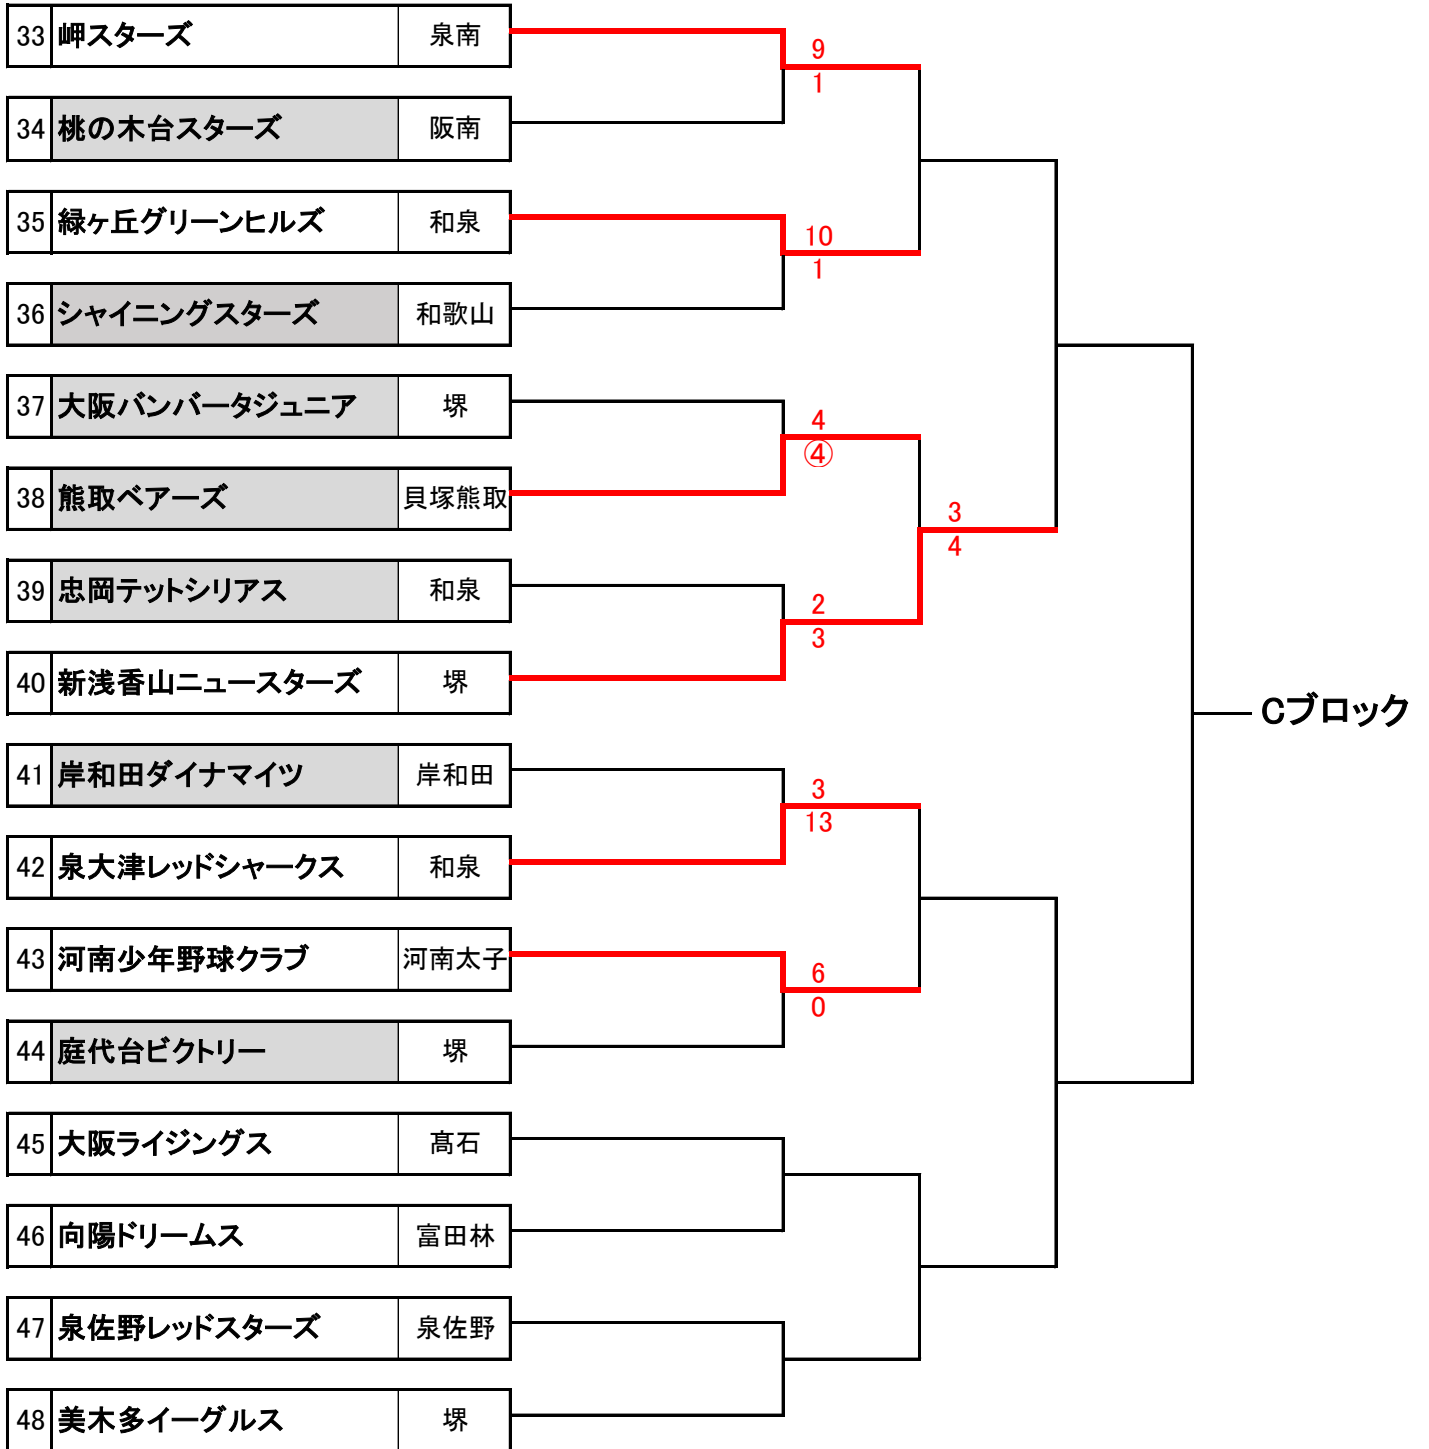 33 岬スターズ 泉南
9
1
34 桃の木台スターズ 阪南
35 緑ヶ丘グリーンヒルズ 和泉
10
1
36 シャイニングスターズ 和歌山
37 大阪バンバータジュニア 堺
4
④
38 熊取ベアーズ 貝塚熊取
3
4
39 忠岡テットシリアス 和泉
2
3
40 新浅香山ニュースターズ 堺
Cブロック
41 岸和田ダイナマイツ 岸和田
3
13
42 泉大津レッドシャークス 和泉
43 河南少年野球クラブ 河南太子
6
0
44 庭代台ビクトリー 堺
45 大阪ライジングス 髙石
46 向陽ドリームス 富田林
47 泉佐野レッドスターズ 泉佐野
48 美木多イーグルス 堺